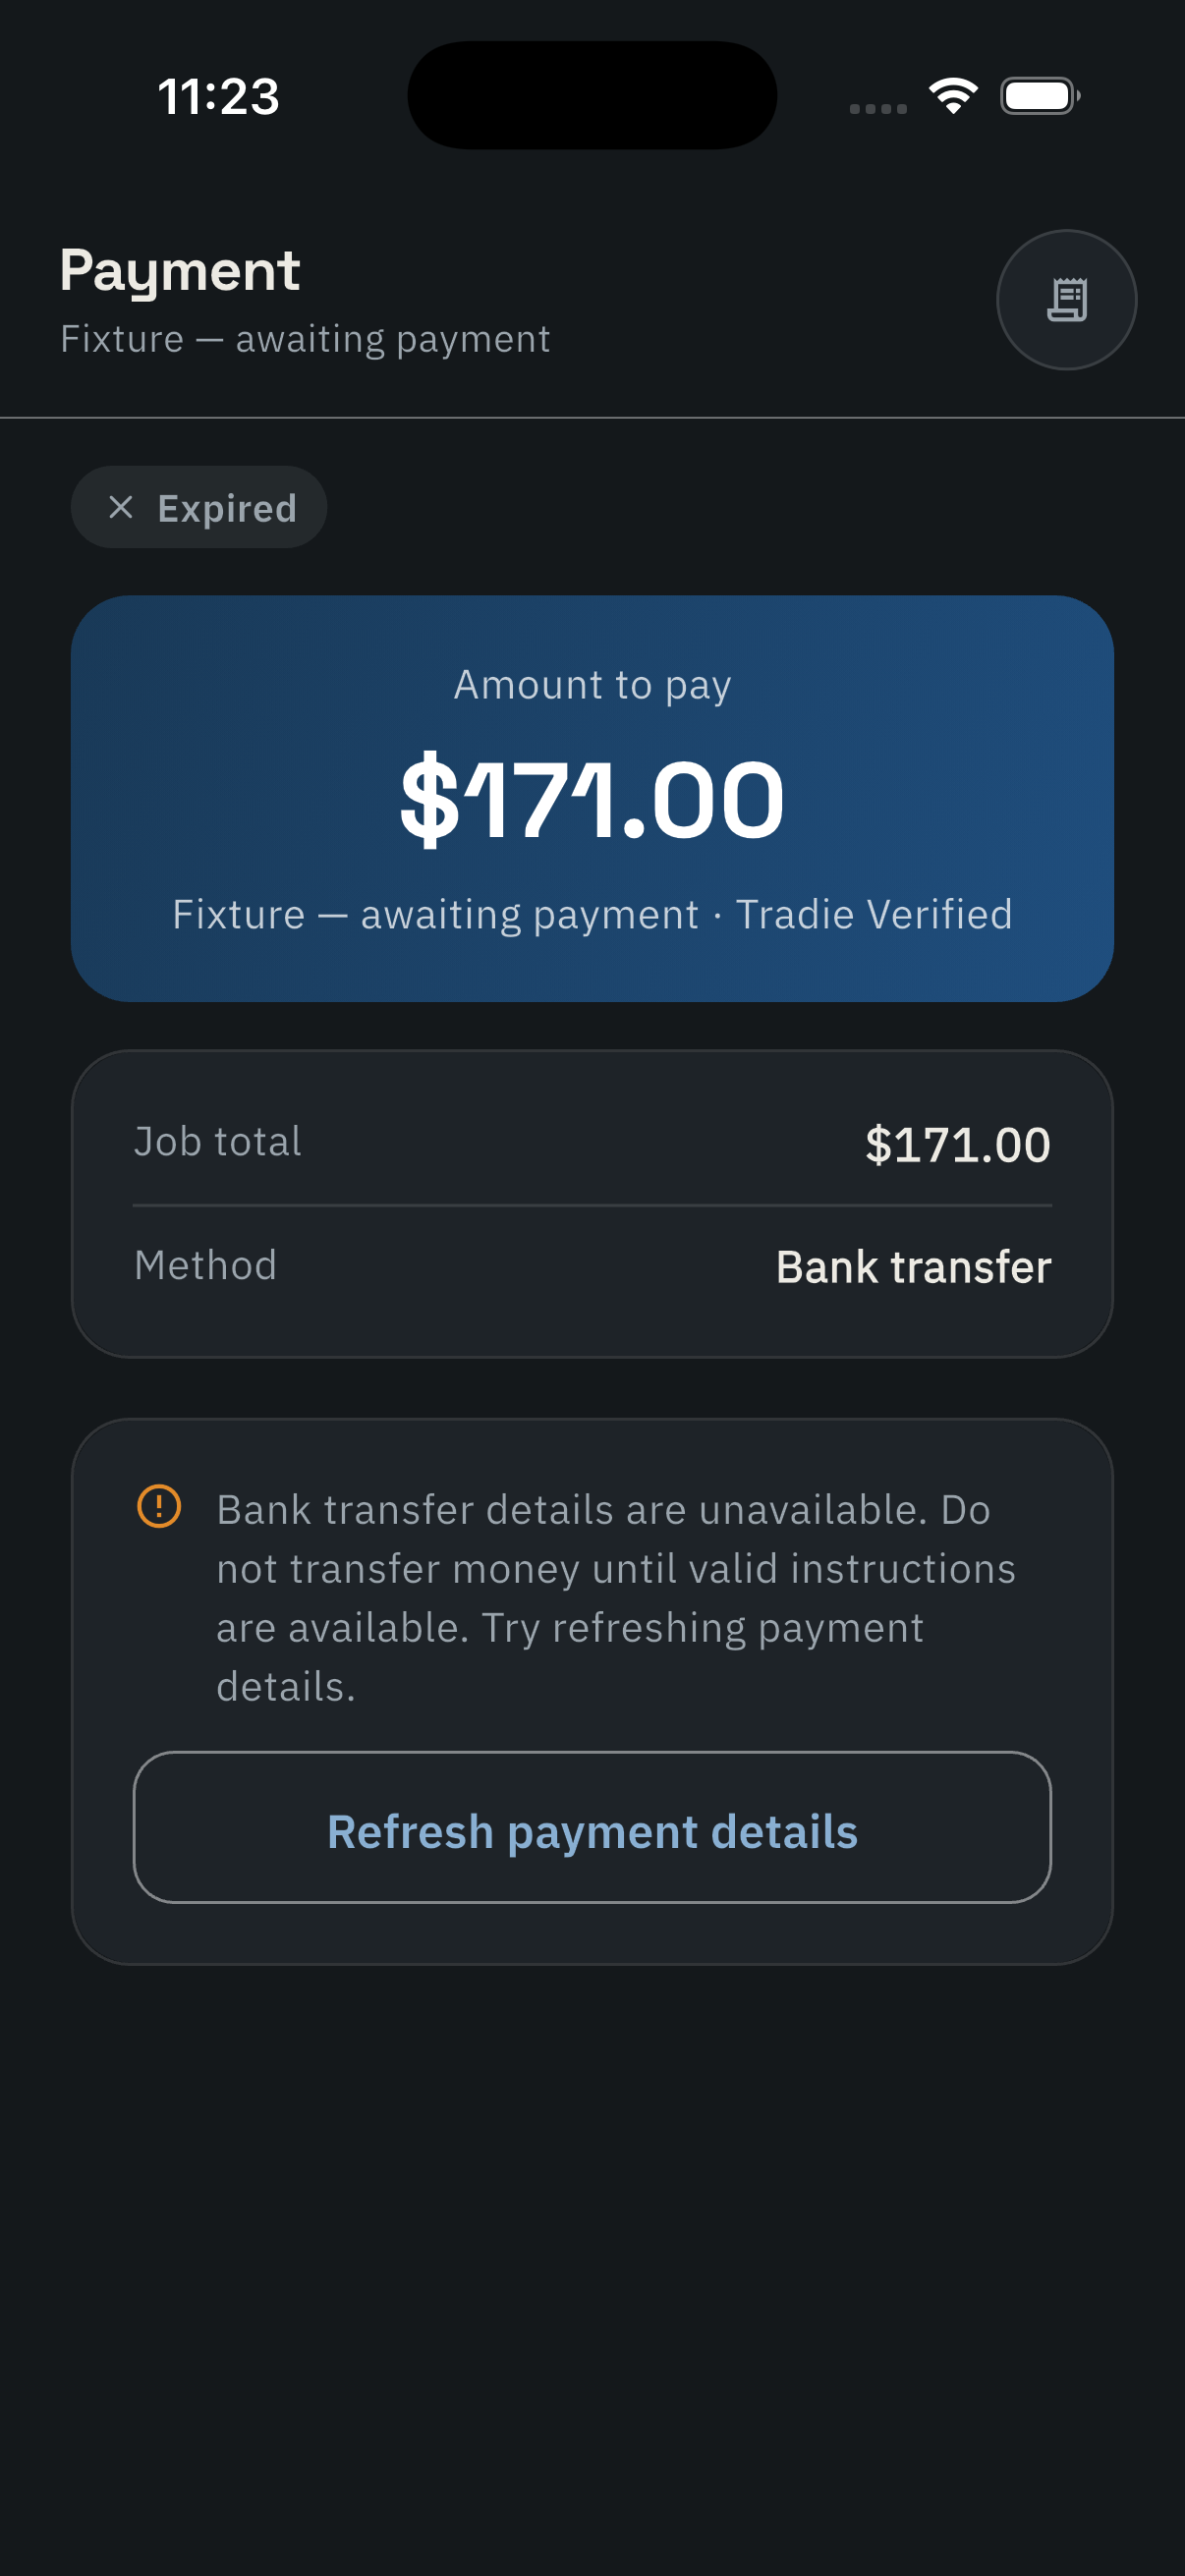 11:23
Payment
Fixture — awaiting payment
Expired
Amount to pay
$171.00
Fixture — awaiting payment · Tradie Verified
Job total
$171.00
Method
Bank transfer
Bank transfer details are unavailable. Do
not transfer money until valid instructions
are available. Try refreshing payment
details.
Refresh payment details